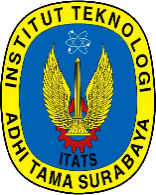 INSTITUT TEKNOLOGI
ITATS
ADHI TAMA SURABAYA